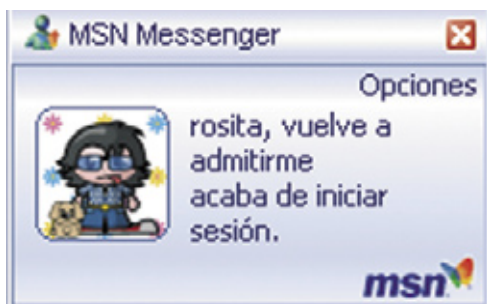 MSN Messenger
Opciones
rosita, vuelve a
admitirme
acaba de iniciar
sesión.
msn